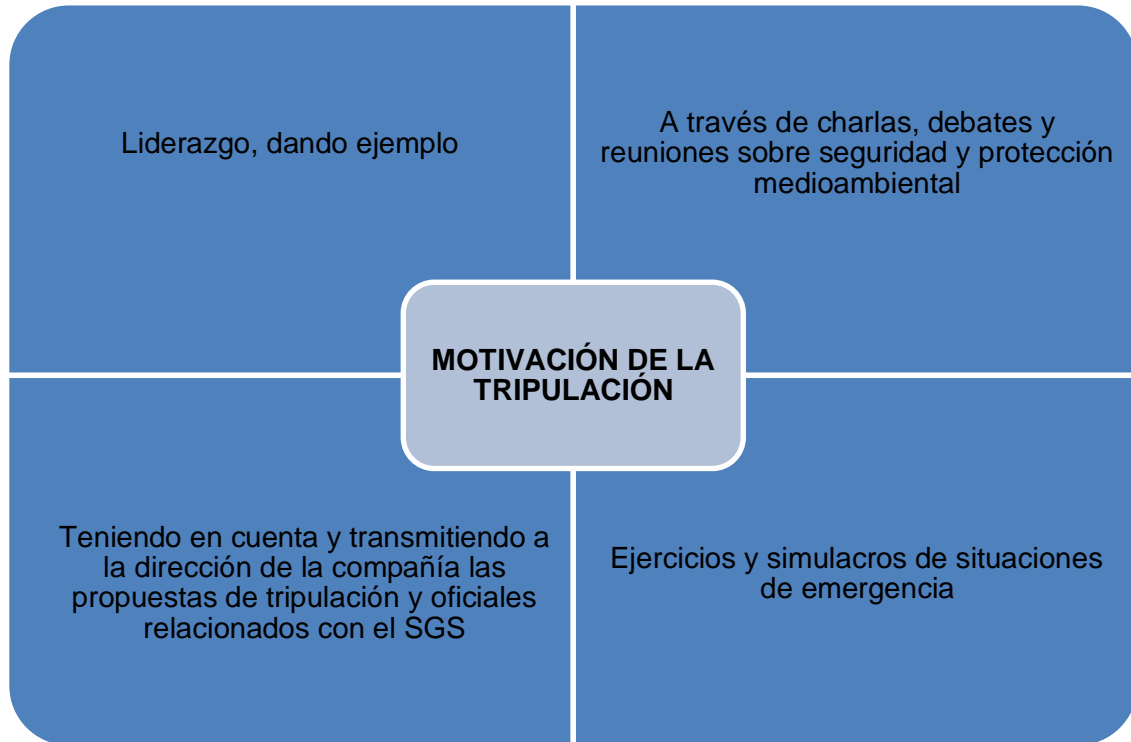 Liderazgo, dando ejemplo
A través de charlas, debates y
reuniones sobre seguridad y protección
medioambiental
MOTIVACIÓN DE LA
TRIPULACIÓN
Teniendo en cuenta y transmitiendo a
la dirección de la compañía las
propuestas de tripulación y oficiales
relacionados con el SGS
Ejercicios y simulacros de situaciones
de emergencia